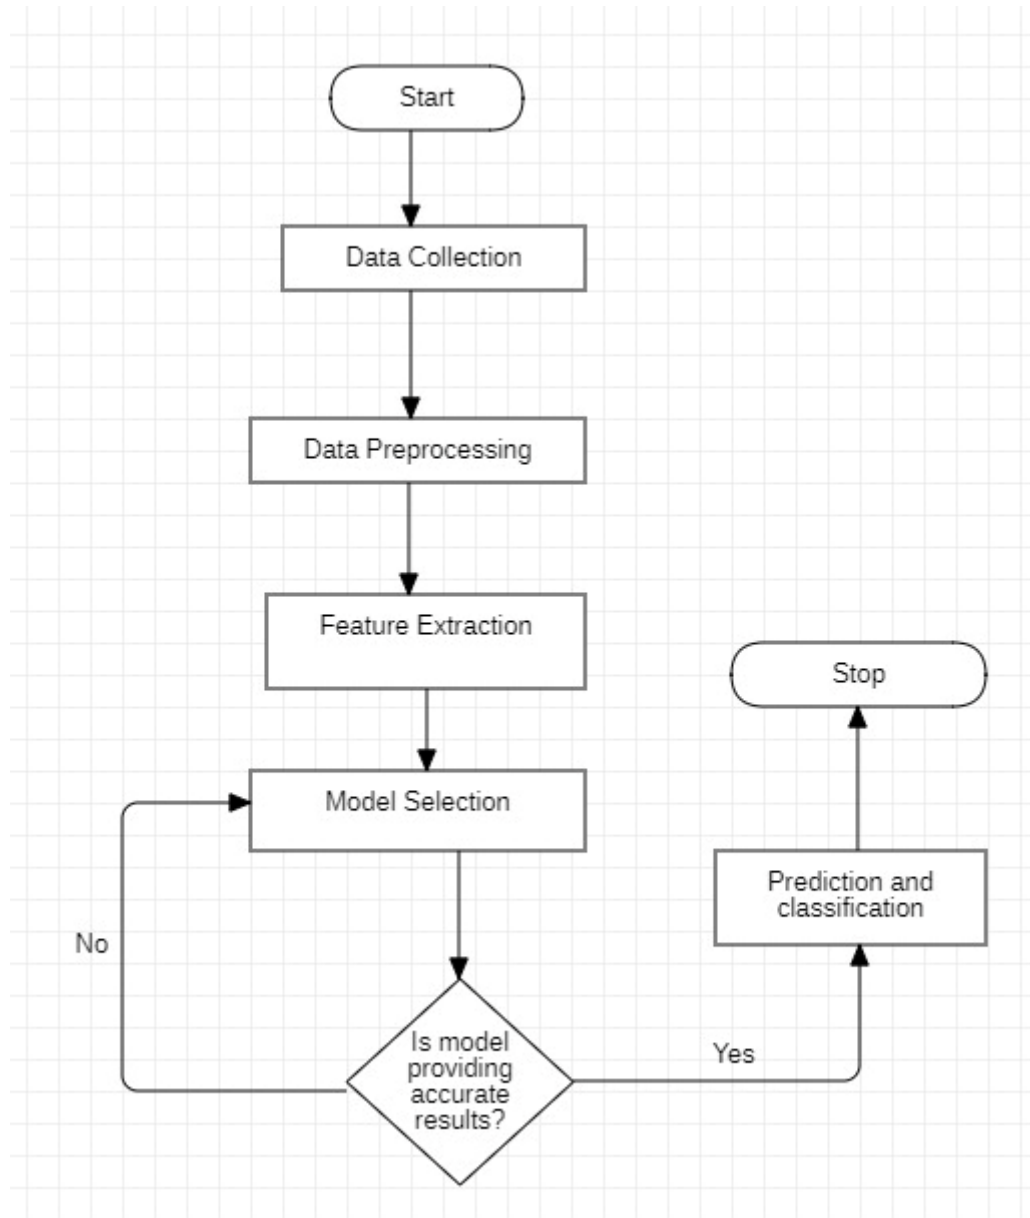 Start
Data Collection
Data Preprocessing
Feature Extraction
Model Selection
No
Is model
providing
accurate
results?
Yes
Prediction and
classification
Stop